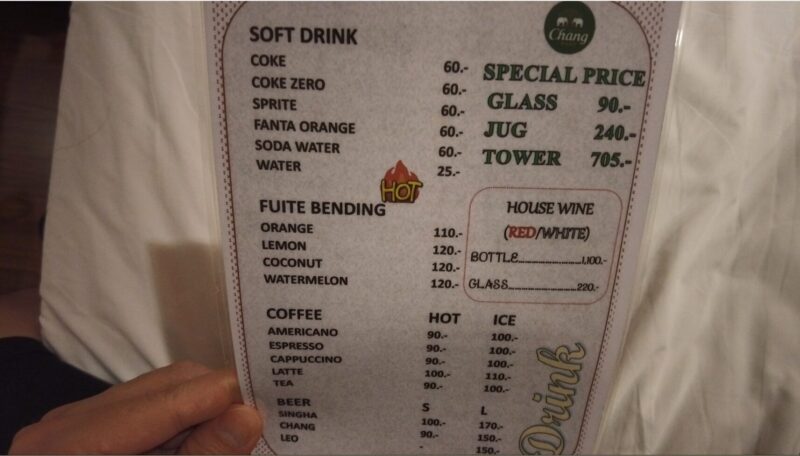 Chang
SOFT DRINK
COKE 60.-
COKE ZERO 60.-
SPRITE 60.-
FANTA ORANGE 60.-
SODA WATER 60.-
WATER 25.-
SPECIAL PRICE
GLASS 90.-
JUG 240.-
TOWER 705.-
HOT
FUITE BENDING
ORANGE 110.-
LEMON 120.-
COCONUT 120.-
WATERMELON 120.-
HOUSE WINE
(RED/WHITE)
BOTTLE..............................1,100.-
GLASS..............................220.-
COFFEE HOT ICE
AMERICANO 90.- 100.-
ESPRESSO 90.- 100.-
CAPPUCCINO 90.- 100.-
LATTE 100.- 110.-
TEA 90.- 100.-
BEER S L
SINGHA 100.- 170.-
CHANG 90.- 150.-
LEO - 150.-
Drink